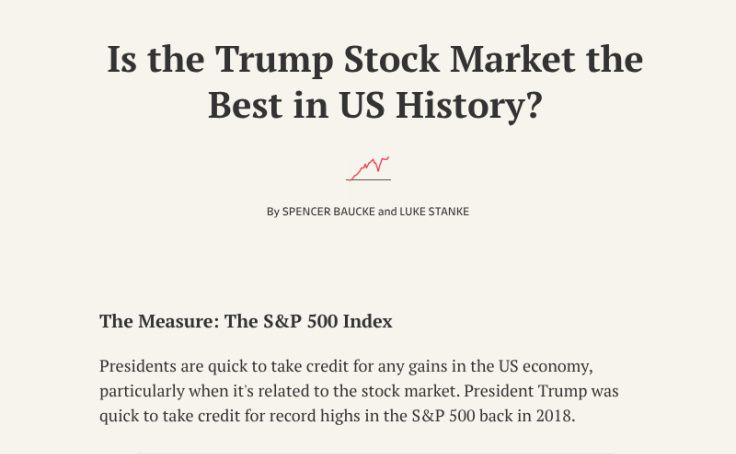 Is the Trump Stock Market the
Best in US History?
By SPENCER BAUCKE and LUKE STANKE
The Measure: The S&P 500 Index
Presidents are quick to take credit for any gains in the US economy,
particularly when it's related to the stock market. President Trump was
quick to take credit for record highs in the S&P 500 back in 2018.